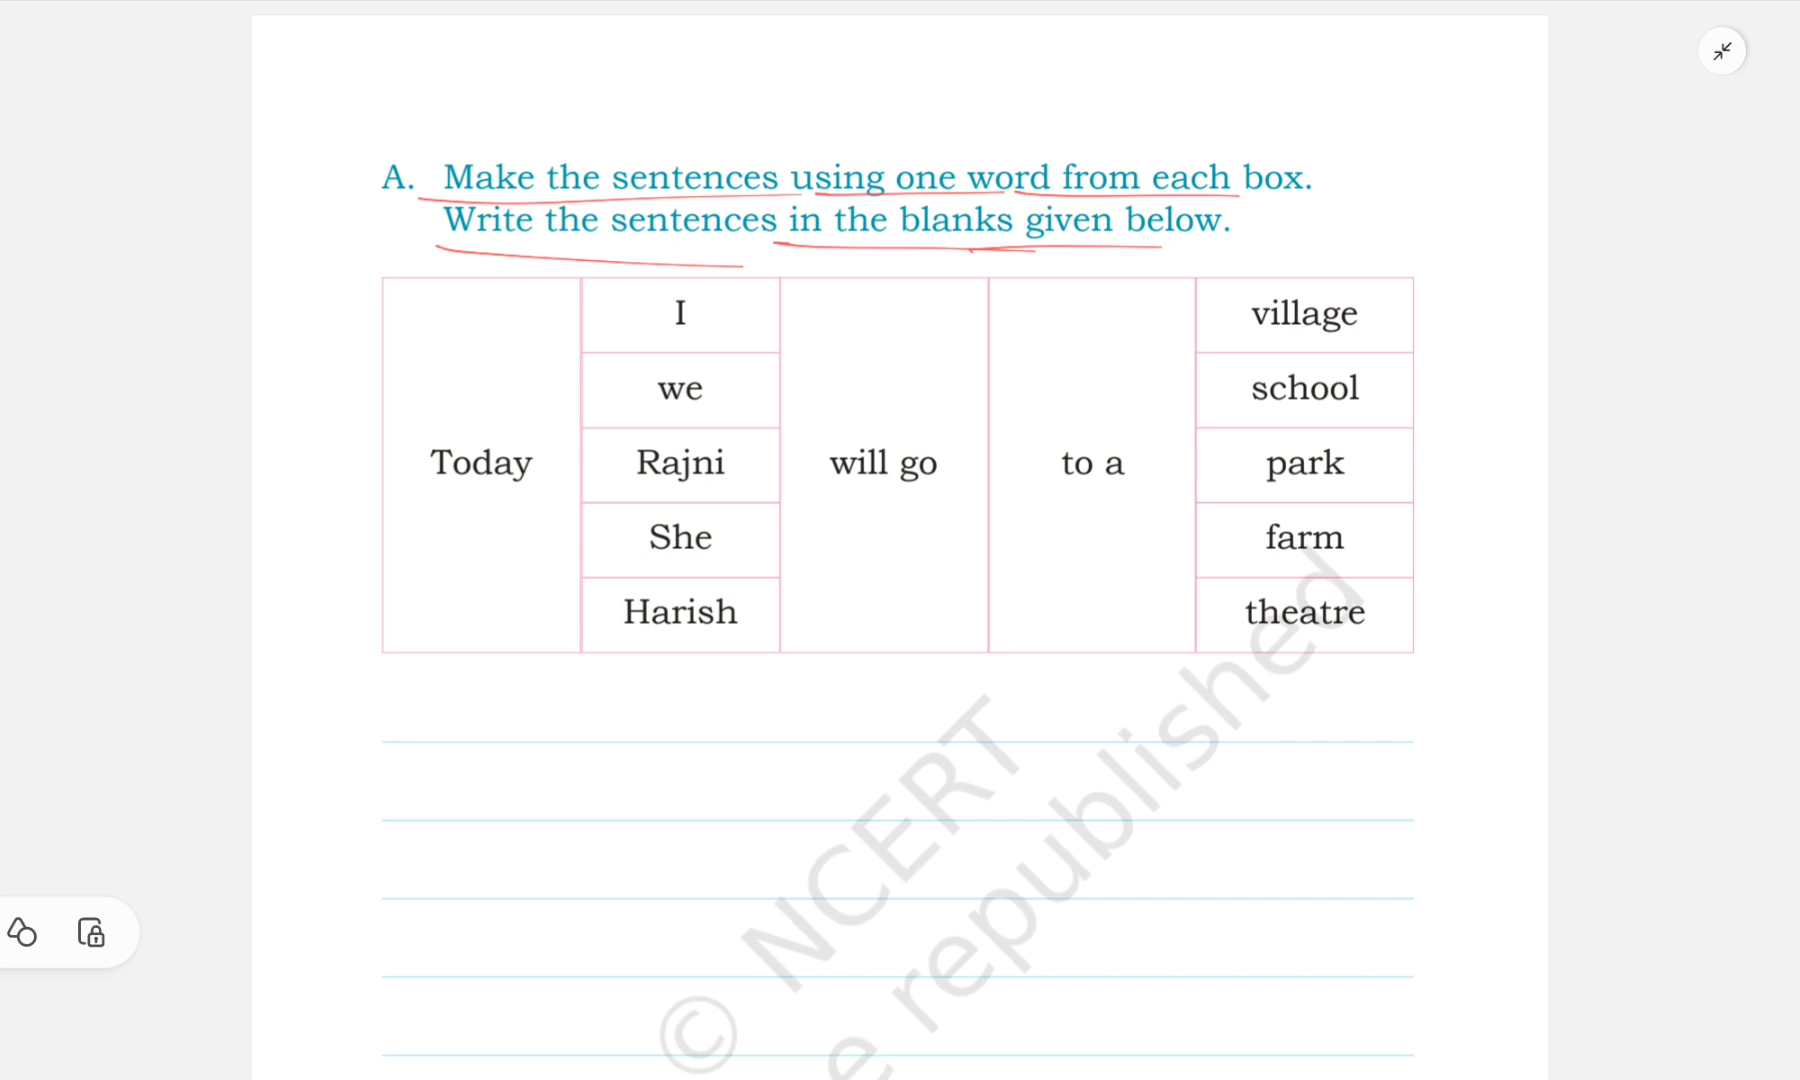 A. Make the sentences using one word from each box.
Write the sentences in the blanks given below.
Today
I
we
Rajni
She
Harish
will go
to a
village
school
park
farm
theatre
© NCERT
e republished